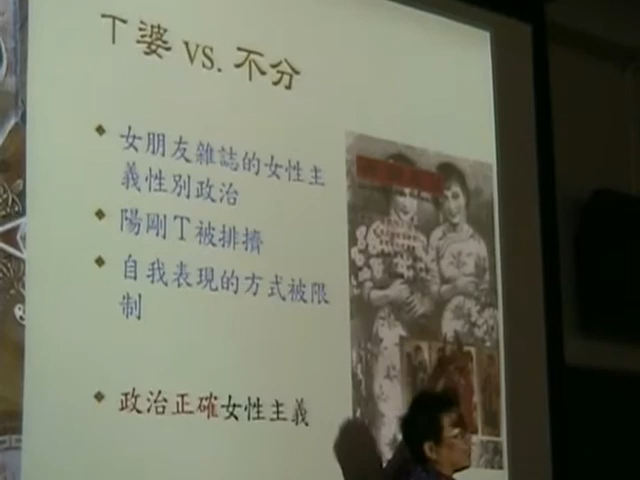 T婆 vs. 不分
女朋友雜誌的女性主
義性別政治
陽剛T被排擠
自我表現的方式被限
制
政治正確女性主義